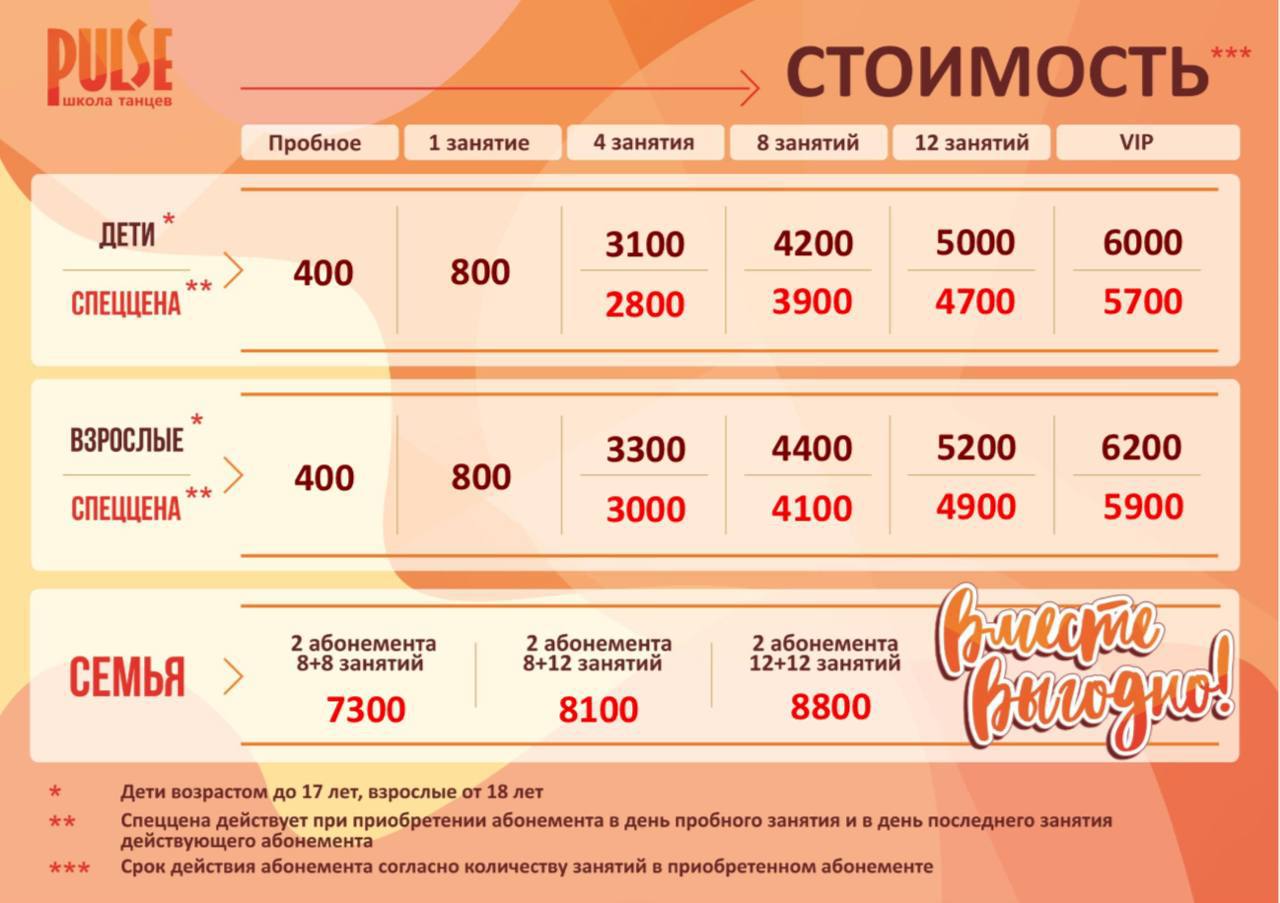 PULSE
школа танцев
СТОИМОСТЬ***
Пробное 1 занятие 4 занятия 8 занятий 12 занятий VIP
ДЕТИ *
СПЕЦЦЕНА **
400 800 3100 4200 5000 6000
2800 3900 4700 5700
ВЗРОСЛЫЕ *
СПЕЦЦЕНА **
400 800 3300 4400 5200 6200
3000 4100 4900 5900
СЕМЬЯ
2 абонемента
8+8 занятий
7300
2 абонемента
8+12 занятий
8100
2 абонемента
12+12 занятий
8800
Вместе
Выгодно!
* Дети возрастом до 17 лет, взрослые от 18 лет
** Спеццена действует при приобретении абонемента в день пробного занятия и в день последнего занятия
действующего абонемента
*** Срок действия абонемента согласно количеству занятий в приобретенном абонементе